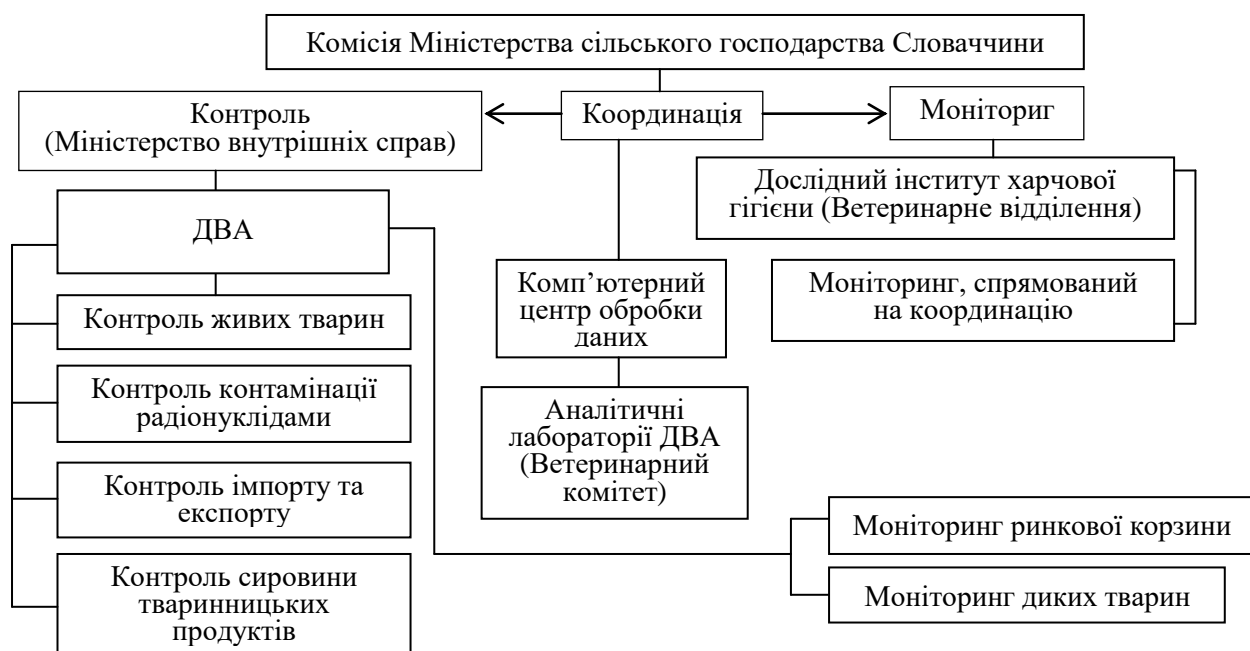 Комісія Міністерства сільського господарства Словаччини
Контроль
(Міністерство внутрішніх справ)
Координація
Моніториг
Дослідний інститут харчової
гігієни (Ветеринарне відділення)
ДВА
Комп’ютерний
центр обробки
даних
Моніторинг, спрямований
на координацію
Контроль живих тварин
Контроль контамінації
радіонуклідами
Аналітичні
лабораторії ДВА
(Ветеринарний
комітет)
Контроль імпорту та
експорту
Моніторинг ринкової корзини
Контроль сировини
тваринницьких
продуктів
Моніторинг диких тварин